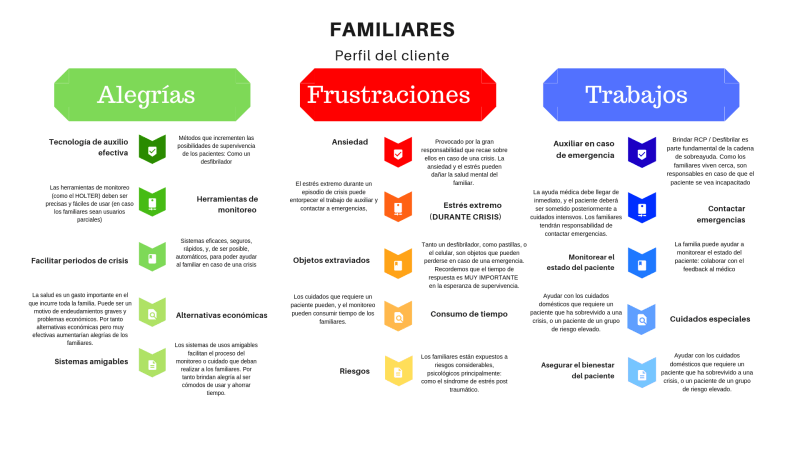 FAMILIARES
Perfil del cliente
Alegrías
Tecnología de auxilio
efectiva
Métodos que incrementen las
posibilidades de supervivencia
de los pacientes: Como un
desfibrilador
Las herramientas de monitoreo
(como el HOLTER) deben ser
precisas y fáciles de usar (en caso
los familiares sean usuarios
parciales)
Herramientas de
monitoreo
Facilitar periodos de crisis
Sistemas eficaces, seguros,
rápidos, y, de ser posible,
automáticos, para poder ayudar
al familiar en caso de una crisis
La salud es un gasto importante en el
que incurre toda la familia. Puede ser un
motivo de endeudamientos graves y
problemas económicos. Por tanto
alternativas económicas pero muy
efectivas aumentarian alegrías de los
familiares.
Alternativas económicas
Sistemas amigables
Los sistemas de usos amigables
facilitan el proceso del
monitoreo o cuidado que deban
realizar a los familiares. Por
tanto brindan alegría al ser
cómodos de usar y ahorrar
tiempo.
Frustraciones
Ansiedad
Provocado por la gran
responsabilidad que recae sobre
ellos en caso de una crisis. La
ansiedad y el estrés pueden
dañar la salud mental del
familiar.
El estrés extremo durante un
episodio de crisis puede
entorpecer el trabajo de auxiliar y
contactar a emergencias.
Estrés extremo
(DURANTE CRISIS)
Objetos extraviados
Tanto un desfibrilador, como pastillas, o
el celular, son objetos que pueden
perderse en caso de una emergencia.
Recordemos que el tiempo de
respuesta es MUY IMPORTANTE
en la esperanza de supervivencia.
Los cuidados que requiere un
paciente pueden, y el monitoreo
pueden consumir tiempo de los
familiares.
Consumo de tiempo
Riesgos
Los familiares están expuestos a
riesgos considerables,
psicológicos principalmente:
como el síndrome de estrés post
traumático.
Trabajos
Auxiliar en caso
de emergencia
Brindar RCP / Desfibrilar es
parte fundamental de la cadena
de sobreayuda. Como los
familiares viven cerca, son
responsables en caso de que el
paciente se vea incapacitado
La ayuda médica debe llegar de
inmediato, y el paciente deberá
ser sometido posteriormente a
cuidados intensivos. Los familiares
tendrán responsabilidad de
contactar emergencias.
Contactar
emergencias
Monitorear el
estado del paciente
La familia puede ayudar a
monitorear el estado del
paciente: colaborar con el
feedback al médico
Ayudar con los cuidados
domésticos que requiere un
paciente que ha sobrevivido a una
crisis, o un paciente de un grupo
de riesgo elevado.
Cuidados especiales
Asegurar el bienestar
del paciente
Ayudar con los cuidados
domésticos que requiere un
paciente que ha sobrevivido a una
crisis, o un paciente de un grupo
de riesgo elevado.